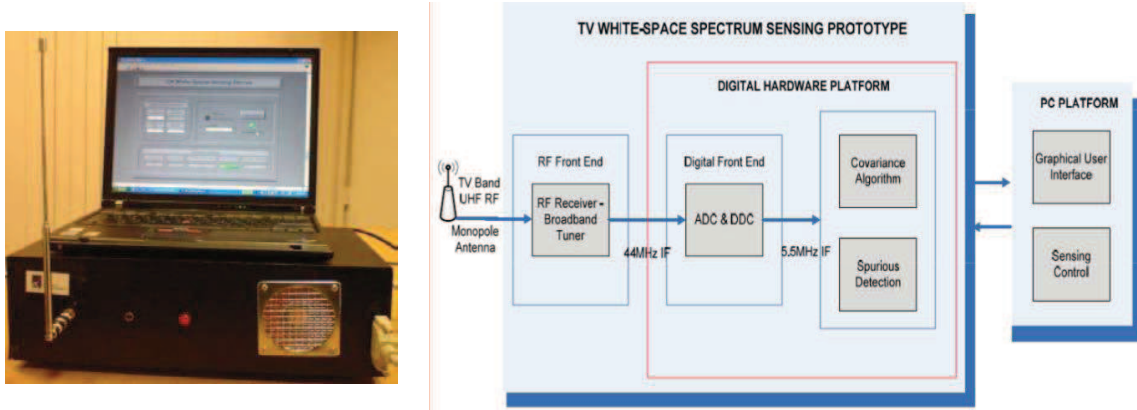 TV WHITE-SPACE SPECTRUM SENSING PROTOTYPE
DIGITAL HARDWARE PLATFORM
PC PLATFORM
RF Front End
Digital Front End
TV Band
UHF RF
Monopole
Antenna
RF Receiver -
Broadband
Tuner
44MHz IF
ADC & DDC
5.5MHz IF
Covariance
Algorithm
Spurious
Detection
Graphical User
Interface
Sensing
Control